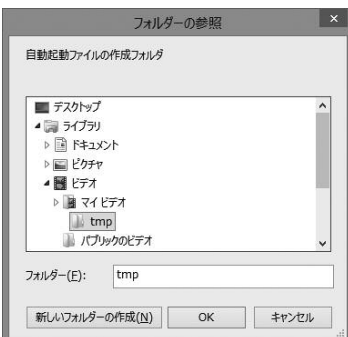 フォルダーの参照
自動起動ファイルの作成フォルダ
デスクトップ
ライブラリ
ドキュメント
ピクチャ
ビデオ
マイ ビデオ
tmp
パブリックのビデオ
フォルダー(F): tmp
新しいフォルダーの作成(N) OK キャンセル